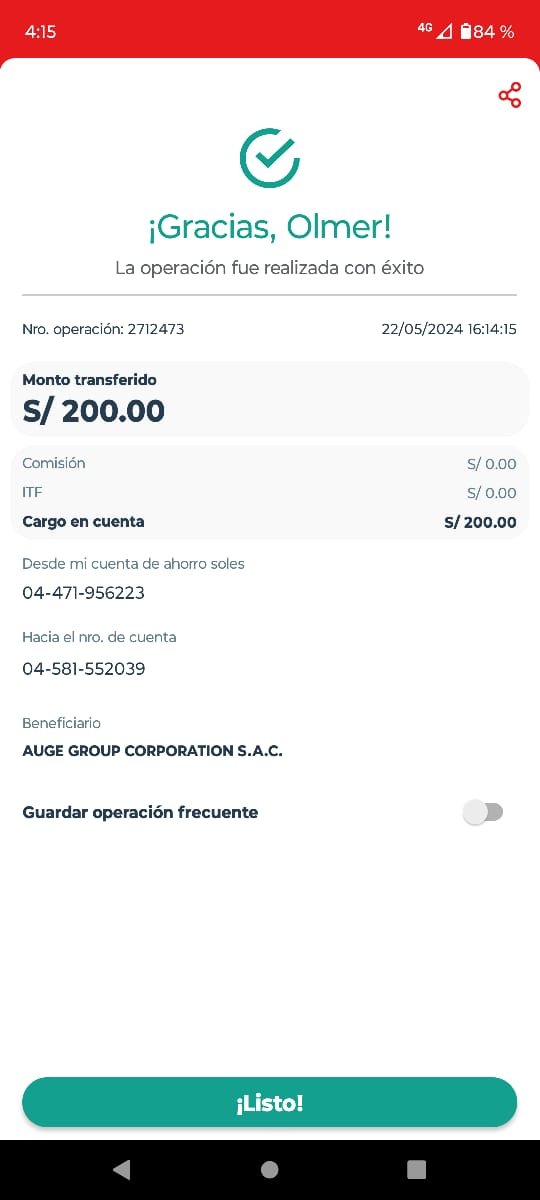 4:15
4G
84 %
¡Gracias, Olmer!
La operación fue realizada con éxito
Nro. operación: 2712473
22/05/2024 16:14:15
Monto transferido
S/ 200.00
Comisión
S/ 0.00
ITF
S/ 0.00
Cargo en cuenta
S/ 200.00
Desde mi cuenta de ahorro soles
04-471-956223
Hacia el nro. de cuenta
04-581-552039
Beneficiario
AUGE GROUP CORPORATION S.A.C.
Guardar operación frecuente
¡Listo!